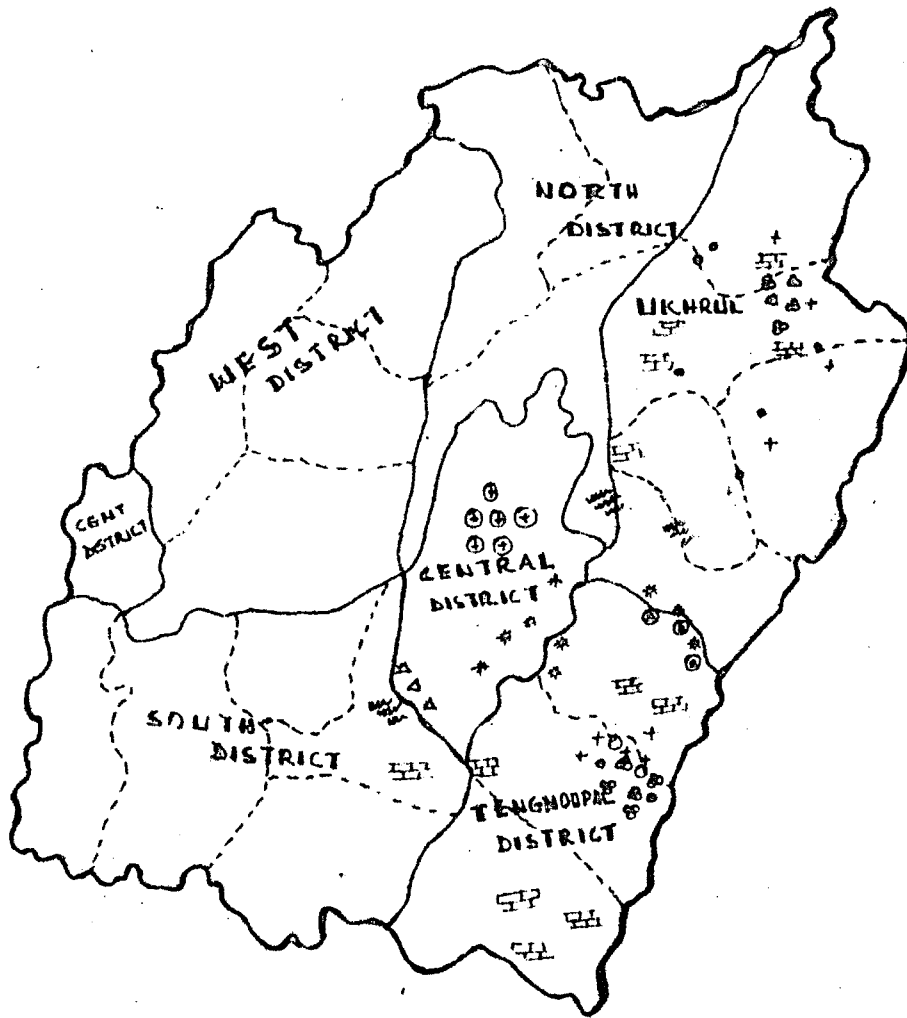 NORTH
DISTRICT
UKHRUL
WEST
DISTRICT
CENT
DISTRICT
CENTRAL
DISTRICT
SOUTH
DISTRICT
TENGNOUPAL
DISTRICT